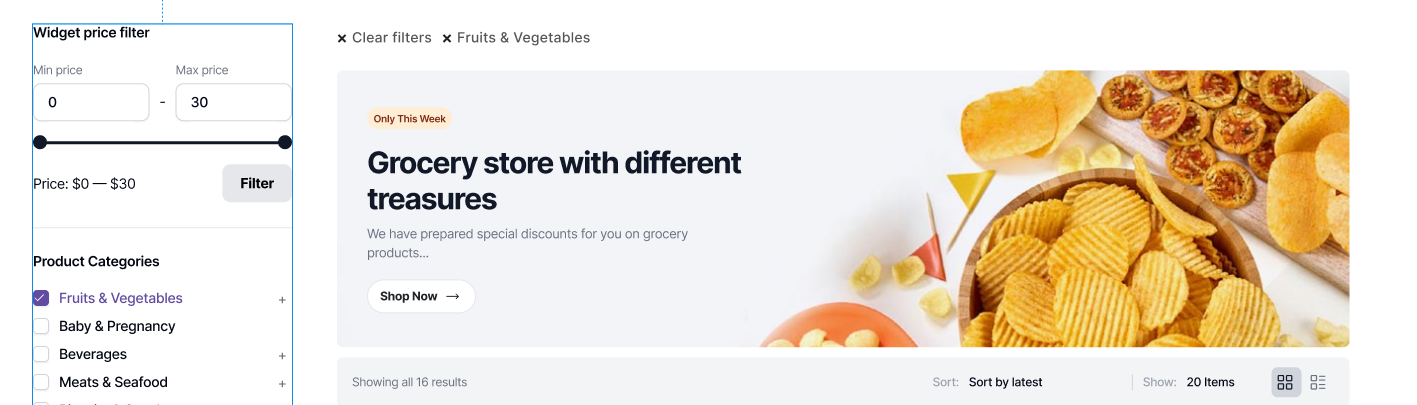 Widget price filter
Min price
Max price
0
-
30
Price: $0 — $30
Filter
Product Categories
Fruits & Vegetables +
Baby & Pregnancy
Beverages +
Meats & Seafood +
× Clear filters × Fruits & Vegetables
Only This Week
Grocery store with different
treasures
We have prepared special discounts for you on grocery
products...
Shop Now →
Showing all 16 results
Sort: Sort by latest
Show: 20 Items